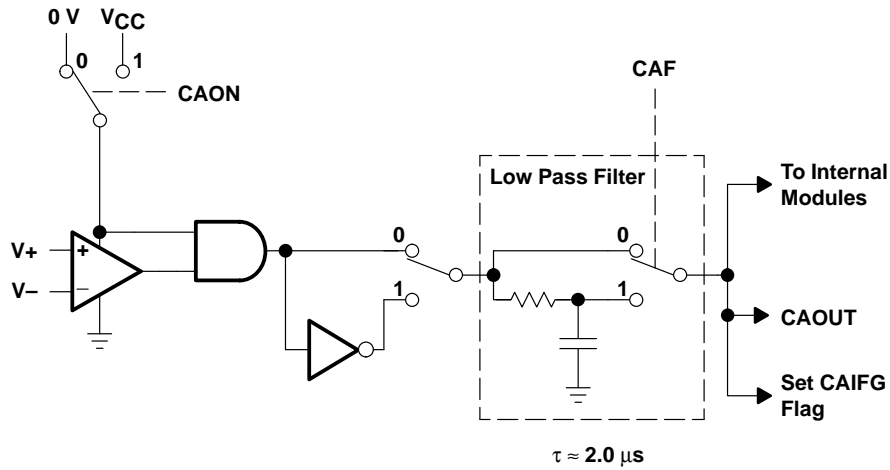 0 V VCC
0 1
CAON
CAF
Low Pass Filter
To Internal
Modules
V+
+
V−
−
0
1
0
1
CAOUT
Set CAIFG
Flag
τ ≈ 2.0 μs